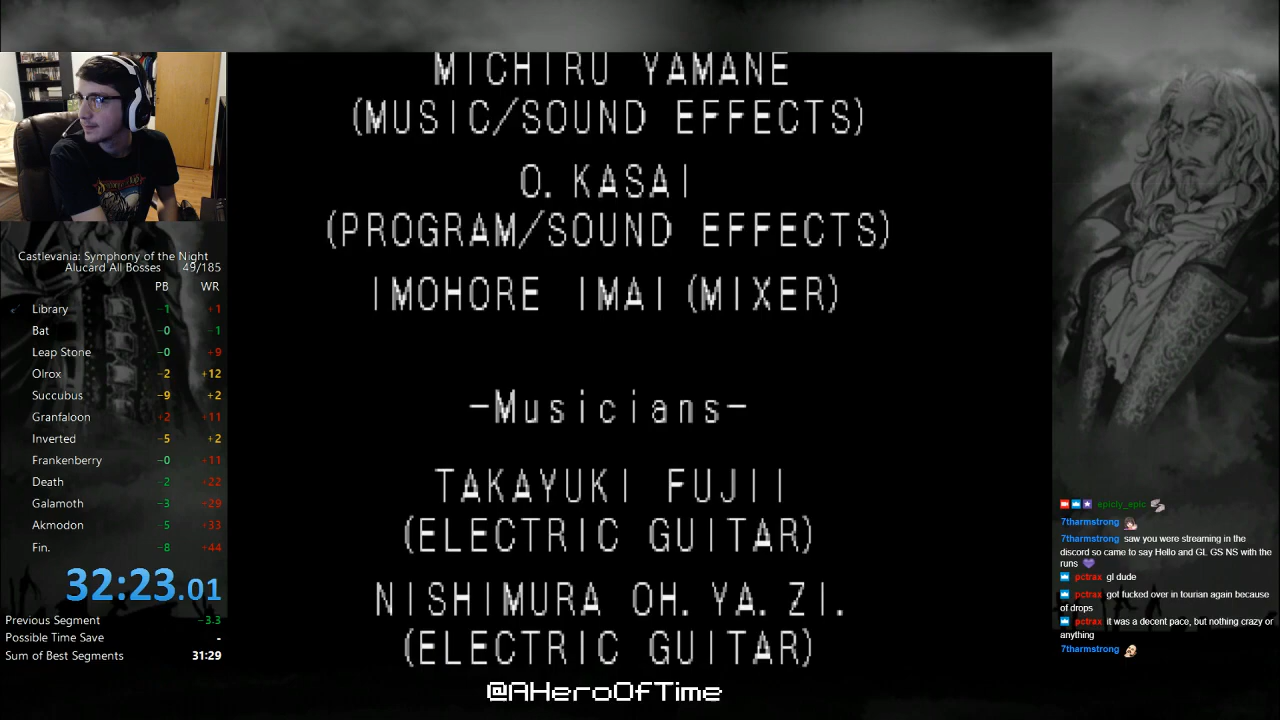 MICHIRU YAMANE
(MUSIC/SOUND EFFECTS)
O. KASAI
(PROGRAM/SOUND EFFECTS)
IMOHORE IMAI (MIXER)
-Musicians-
TAKAYUKI FUJII
(ELECTRIC GUITAR)
NISHIMURA OH. YA. ZI.
(ELECTRIC GUITAR)
@AHeroOfTime
Castlevania: Symphony of the Night
Alucard All Bosses 49/185
PB WR
Library -1 +1
Bat -0 -1
Leap Stone -0 +9
Olrox -2 +12
Succubus -9 +2
Granfaloon +2 +11
Inverted -5 +2
Frankenberry -0 +11
Death -2 +22
Galamoth -3 +29
Akmodon -5 +33
Fin. -8 +44
32:23.01
Previous Segment -3.3
Possible Time Save -
Sum of Best Segments 31:29
epicly_epic
7tharmstrong
7tharmstrong saw you were streaming in the
discord so came to say Hello and GL GS NS with the
runs
pctrax gl dude
pctrax got fucked over in tourian again because
of drops
pctrax it was a decent pace, but nothing crazy or
anything
7tharmstrong